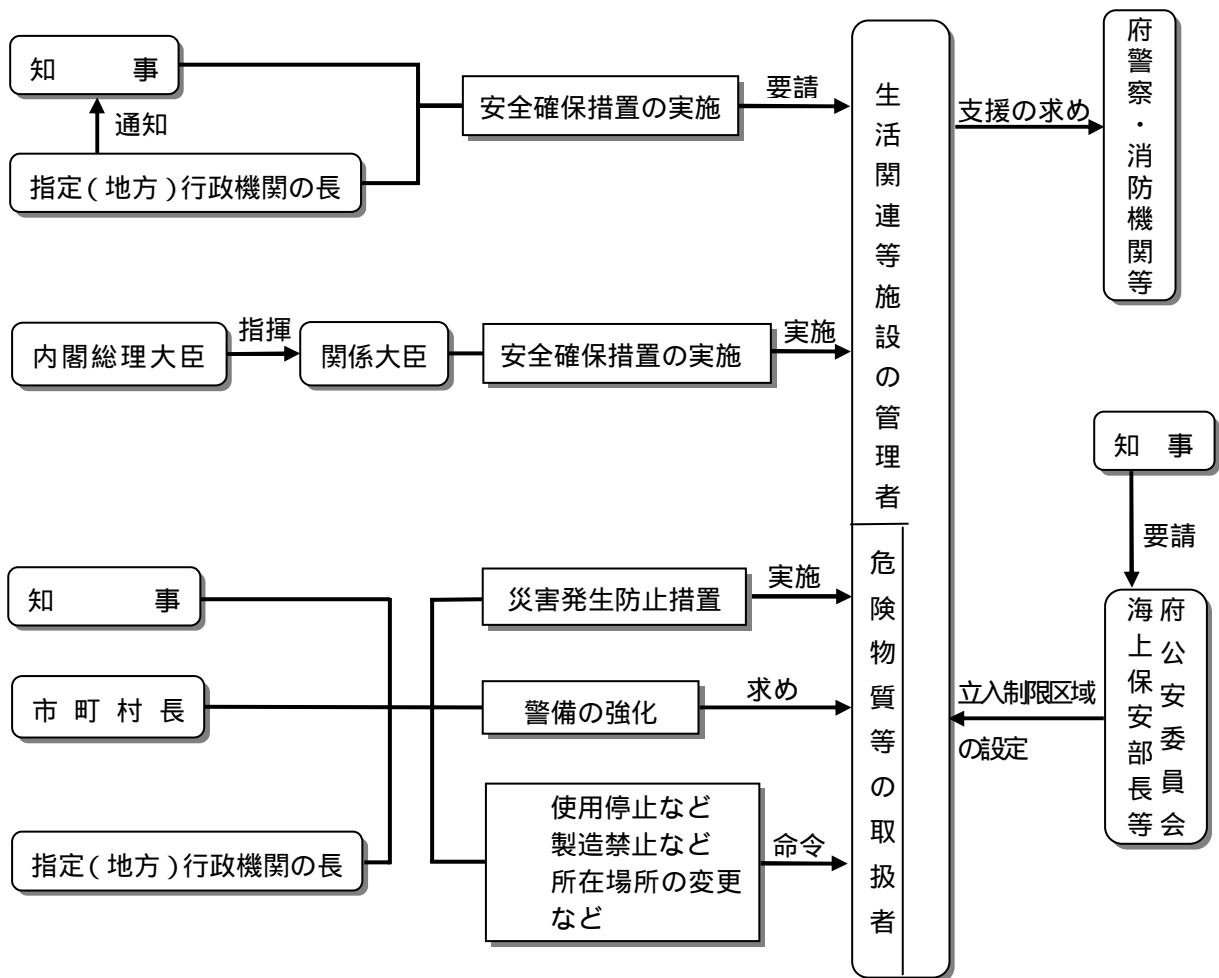 知　　　事
通知
指定(地方)行政機関の長
安全確保措置の実施
要請
内閣総理大臣
指揮
関係大臣
安全確保措置の実施
実施
知　　　事
市 町 村 長
指定(地方)行政機関の長
災害発生防止措置
実施
警備の強化
求め
使用停止など
製造禁止など
所在場所の変更
など
命令
生活関連等施設の管理者
危険物質等の取扱者
支援の求め
府警察・消防機関等
知　事
要請
府公安委員会
海上保安部長等
立入制限区域
の設定